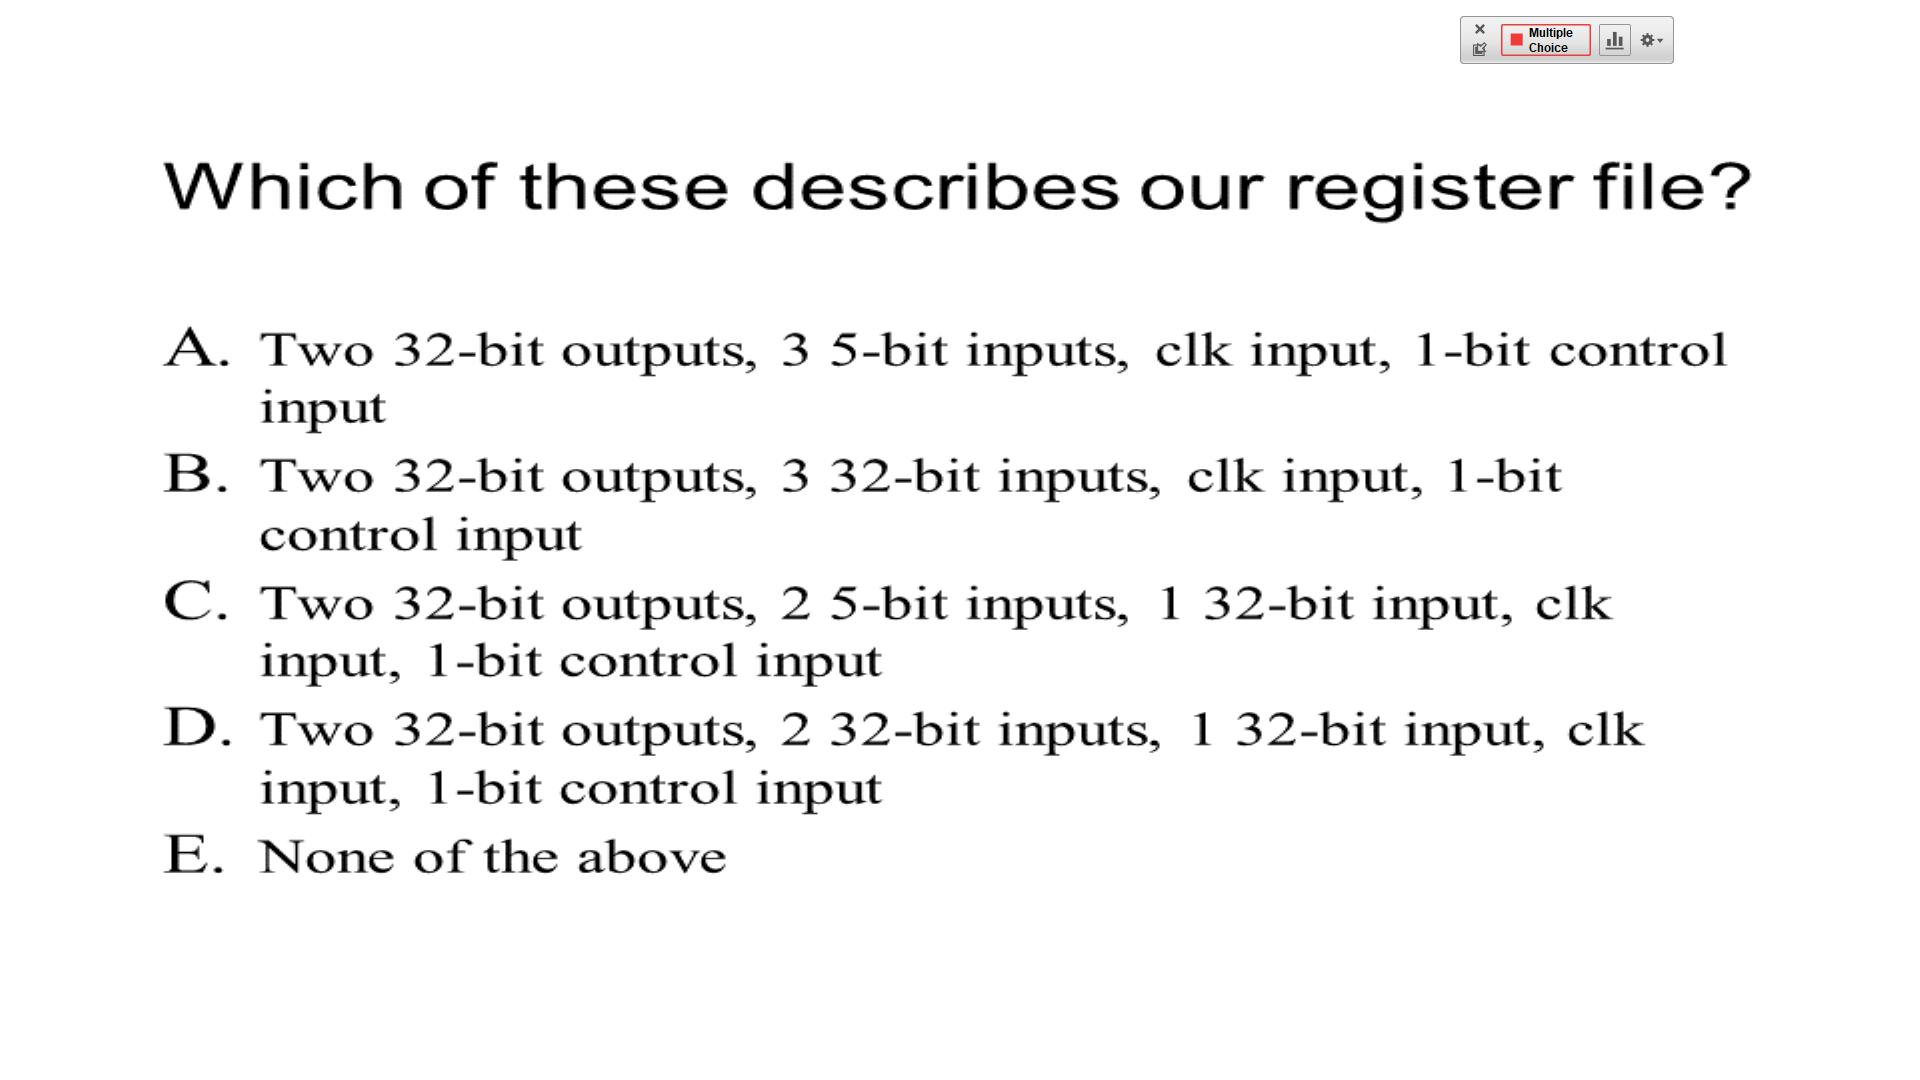 Multiple
Choice
Which of these describes our register file?
A. Two 32-bit outputs, 3 5-bit inputs, clk input, 1-bit control
input
B. Two 32-bit outputs, 3 32-bit inputs, clk input, 1-bit
control input
C. Two 32-bit outputs, 2 5-bit inputs, 1 32-bit input, clk
input, 1-bit control input
D. Two 32-bit outputs, 2 32-bit inputs, 1 32-bit input, clk
input, 1-bit control input
E. None of the above